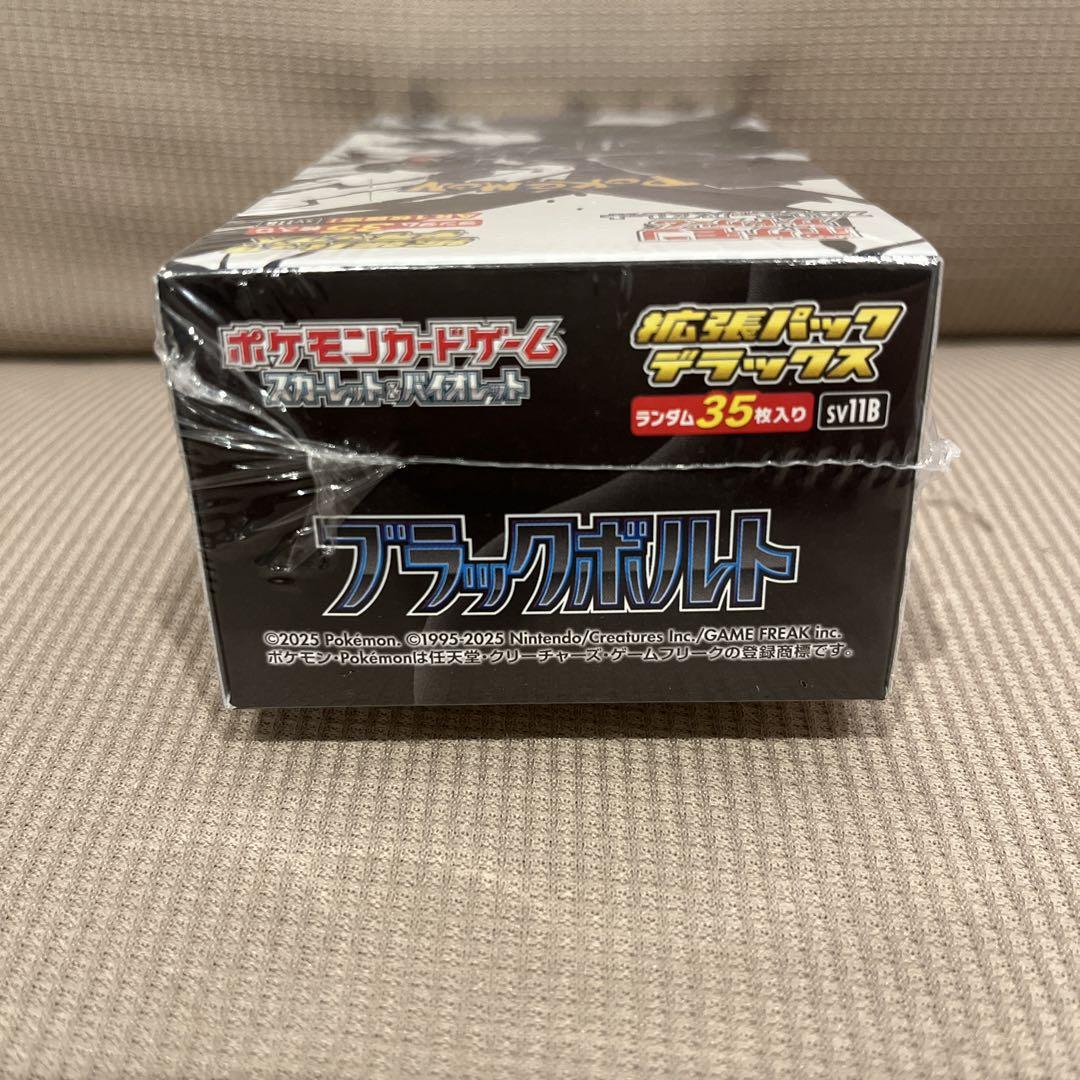 POKÉMON
ポケモンカードゲーム
スカーレット&バイオレット
拡張パック
デラックス
ランダム35枚入り
SV11B
ブラックボルト
©2025 Pokémon. ©1995-2025 Nintendo/Creatures Inc./GAME FREAK inc.
ポケモン・Pokémonは任天堂・クリーチャーズ・ゲームフリークの登録商標です。